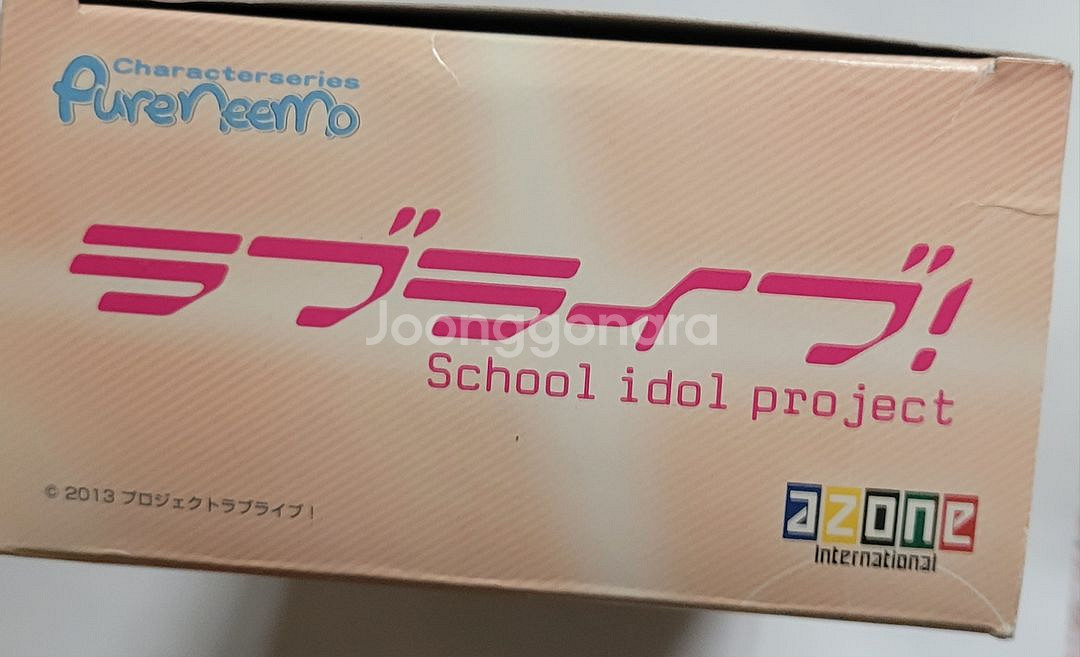 Characterseries
PureNeemo
ラブライブ!
Joonggonara
School idol project
© 2013 プロジェクトラブライブ!
azone
International